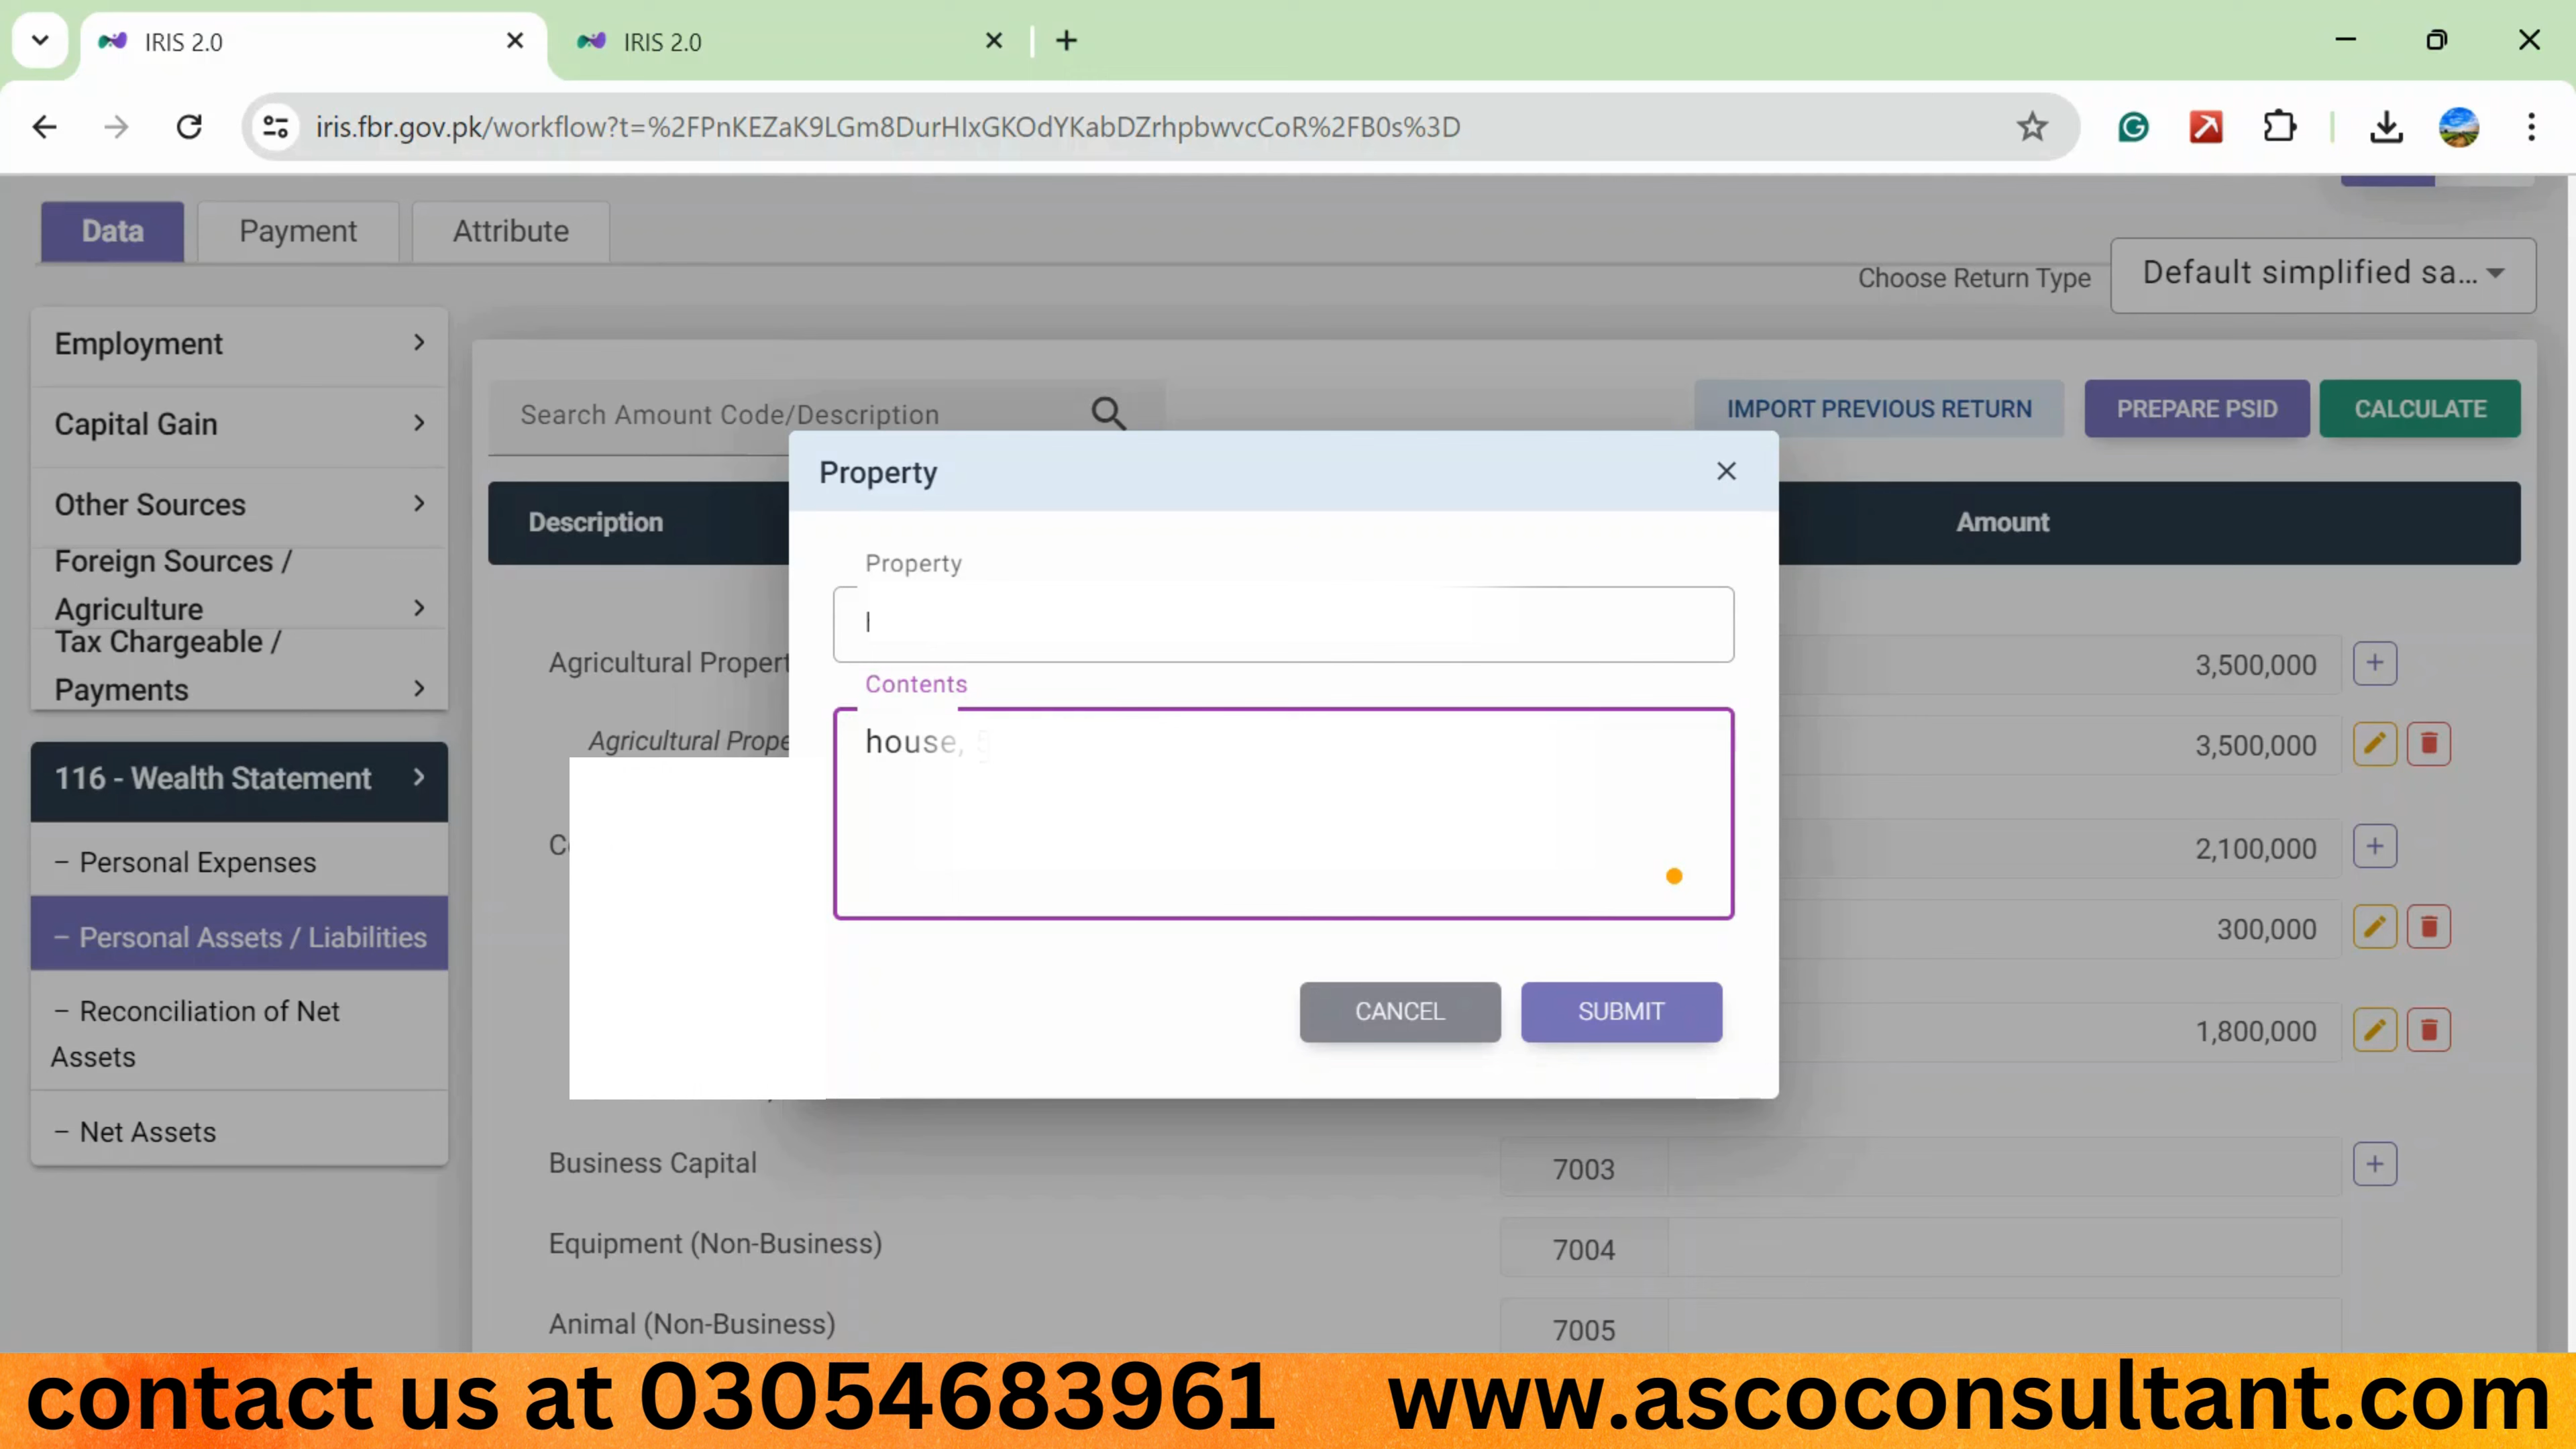 IRIS 2.0
IRIS 2.0
iris.fbr.gov.pk/workflow?t=%2FPnKEZaK9LGm8DurHIxGKOdYKabDZrhpbwvcCoR%2FB0s%3D
Data
Payment
Attribute
Choose Return Type
Default simplified sa...
Employment
Capital Gain
Other Sources
Foreign Sources /
Agriculture
Tax Chargeable /
Payments
116 - Wealth Statement
– Personal Expenses
– Personal Assets / Liabilities
– Reconciliation of Net
Assets
– Net Assets
Search Amount Code/Description
IMPORT PREVIOUS RETURN
PREPARE PSID
CALCULATE
Description
Amount
Property
Property
Contents
house,
CANCEL
SUBMIT
Agricultural Propert
3,500,000
Agricultural Prope
3,500,000
2,100,000
300,000
1,800,000
Business Capital
7003
Equipment (Non-Business)
7004
Animal (Non-Business)
7005
contact us at 03054683961
www.ascoconsultant.com